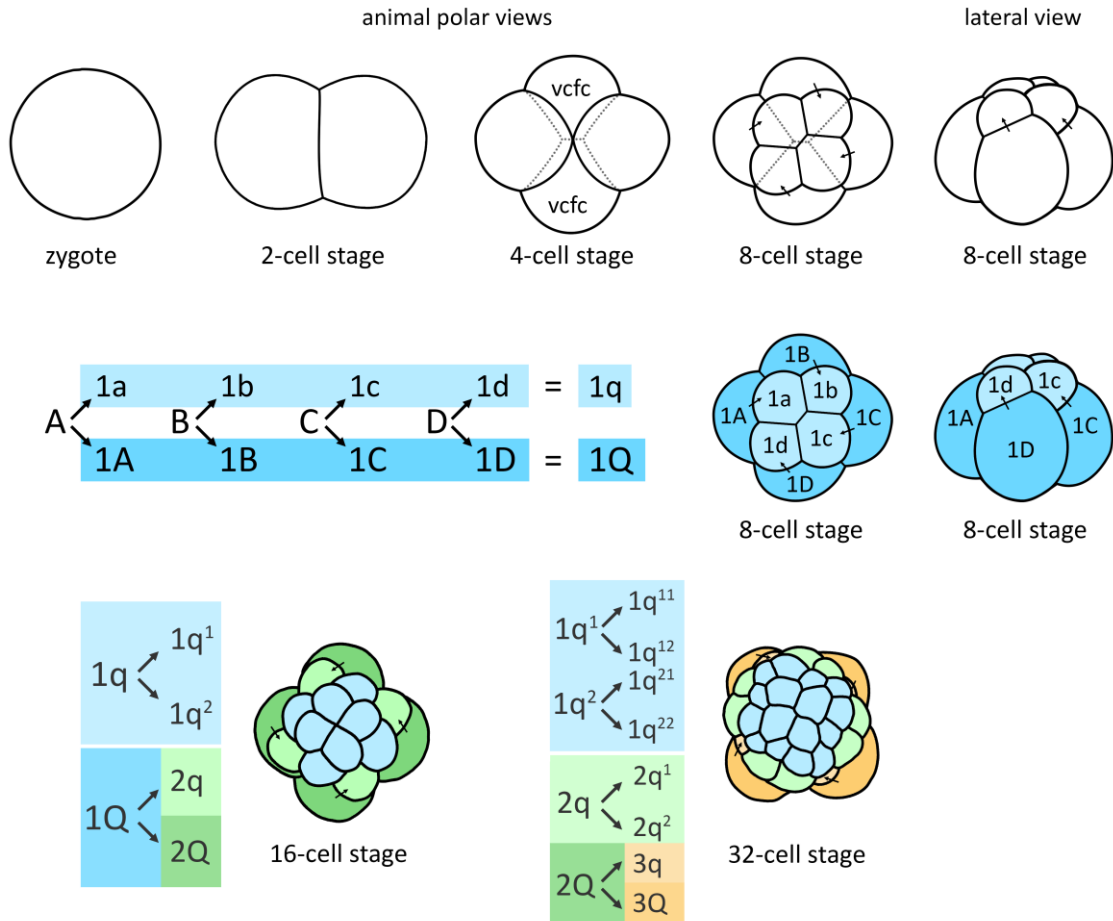 animal polar views
lateral view
vcfc
vcfc
zygote
2-cell stage
4-cell stage
8-cell stage
8-cell stage
1a 1b 1c 1d = 1q
A B C D
1A 1B 1C 1D = 1Q
1B
1b
1a
1A
1C
1d
1c
1D
8-cell stage
1d
1c
1A
1C
1D
8-cell stage
1q
1q¹
1q²
1Q
2q
2Q
16-cell stage
1q¹
1q¹¹
1q¹²
1q²
1q²¹
1q²²
2q
2q¹
2q²
2Q
3q
3Q
32-cell stage